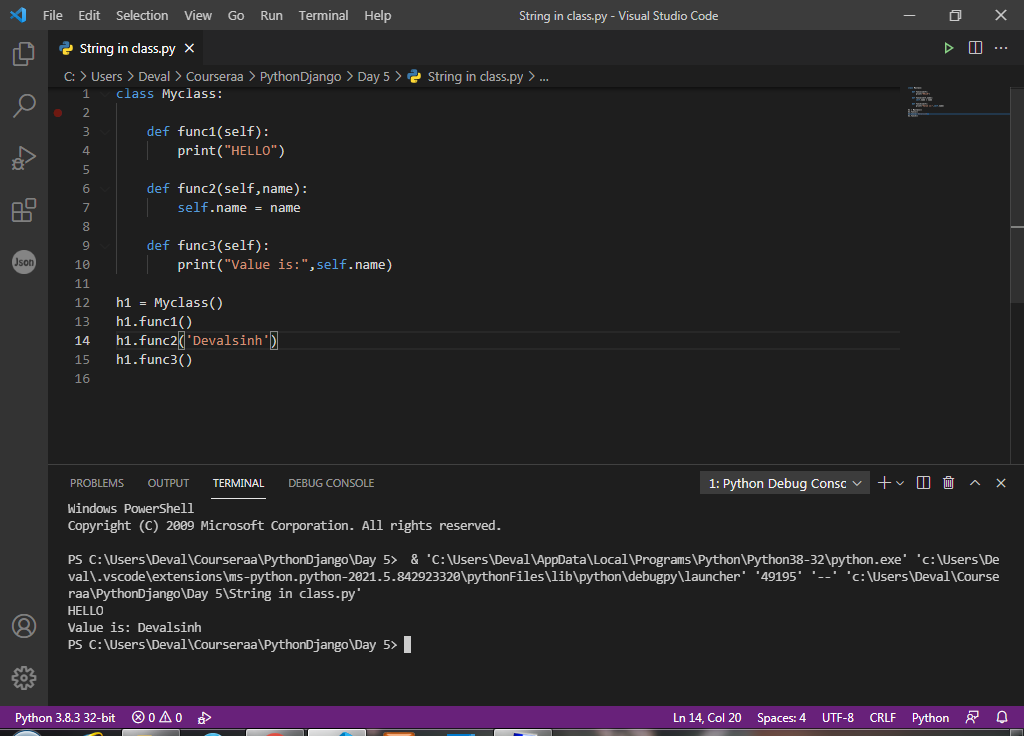 File Edit Selection View Go Run Terminal Help String in class.py - Visual Studio Code
String in class.py
C: > Users > Deval > Courseraa > PythonDjango > Day 5 > String in class.py > ...
1 class Myclass:
2
3 def func1(self):
4 print("HELLO")
5
6 def func2(self,name):
7 self.name = name
8
9 def func3(self):
10 print("Value is:",self.name)
11
12 h1 = Myclass()
13 h1.func1()
14 h1.func2('Devalsinh')
15 h1.func3()
16
Json
PROBLEMS OUTPUT TERMINAL DEBUG CONSOLE 1: Python Debug Consc
Windows PowerShell
Copyright (C) 2009 Microsoft Corporation. All rights reserved.
PS C:\Users\Deval\Courseraa\PythonDjango\Day 5>  & 'C:\Users\Deval\AppData\Local\Programs\Python\Python38-32\python.exe' 'c:\Users\De
val\.vscode\extensions\ms-python.python-2021.5.842923320\pythonFiles\lib\python\debugpy\launcher' '49195' '--' 'c:\Users\Deval\Course
raa\PythonDjango\Day 5\String in class.py'
HELLO
Value is: Devalsinh
PS C:\Users\Deval\Courseraa\PythonDjango\Day 5>
Python 3.8.3 32-bit 0 0 Ln 14, Col 20 Spaces: 4 UTF-8 CRLF Python